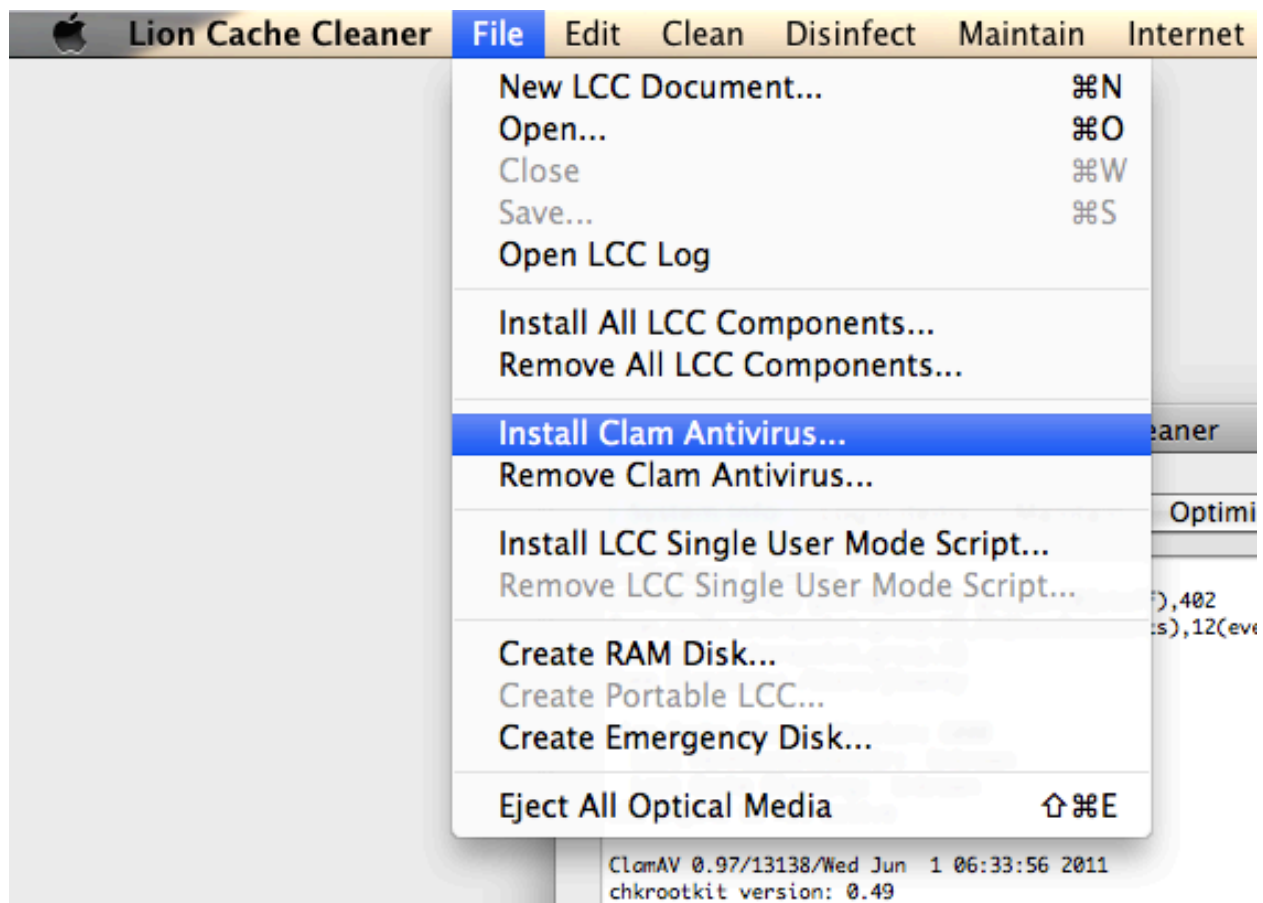 Lion Cache Cleaner File Edit Clean Disinfect Maintain Internet
New LCC Document... ⌘N
Open... ⌘O
Close ⌘W
Save... ⌘S
Open LCC Log
Install All LCC Components...
Remove All LCC Components...
Install Clam Antivirus...
eaner
Remove Clam Antivirus...
Optimi
Install LCC Single User Mode Script...
Remove LCC Single User Mode Script...
),402
s),12(eve
Create RAM Disk...
Create Portable LCC...
Create Emergency Disk...
Eject All Optical Media ⇧⌘E
ClamAV 0.97/13138/Wed Jun 1 06:33:56 2011
chkrootkit version: 0.49